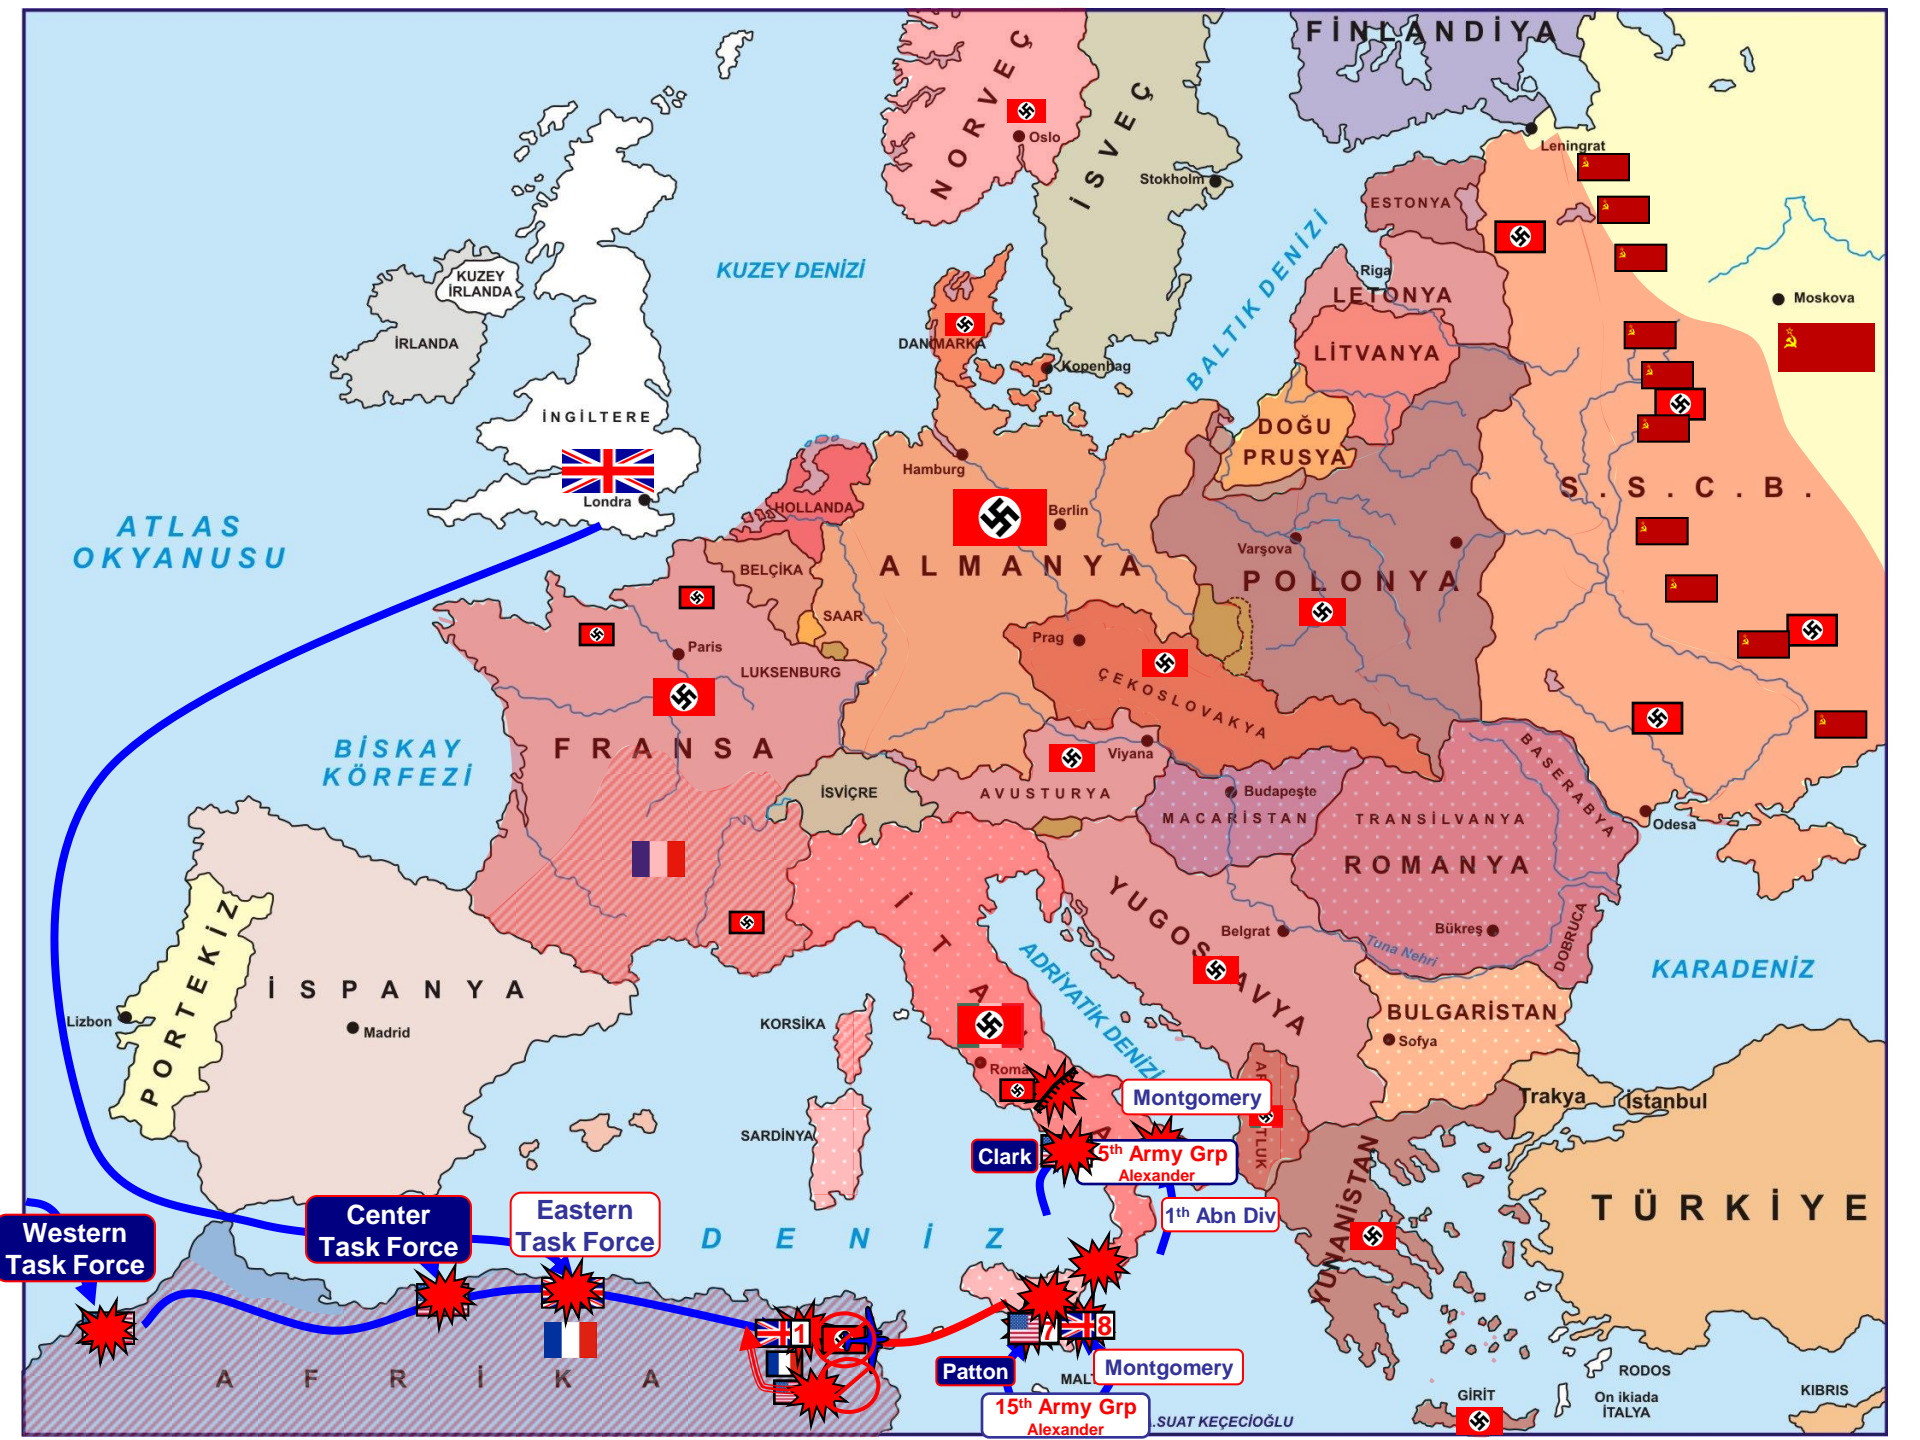 FİNLANDİYA
NORVEÇ
Oslo
İSVEÇ
Stokholm
Leningrat
ESTONYA
BALTIK DENİZİ
KUZEY DENİZİ
KUZEY
İRLANDA
İRLANDA
Riga
LETONYA
Moskova
DANİMARKA
Kopenhag
LİTVANYA
İNGİLTERE
Londra
DOĞU
PRUSYA
Hamburg
HOLLANDA
Berlin
S.S.C.B.
ATLAS
OKYANUSU
ALMANYA
BELÇİKA
Varşova
POLONYA
SAAR
Paris
LUKSENBURG
Prag
ÇEKOSLOVAKYA
FRANSA
BİSKAY
KÖRFEZİ
Viyana
BASERABYA
İSVİÇRE
AVUSTURYA
Budapeşte
MACARİSTAN
TRANSİLVANYA
Odesa
ROMANYA
İTALYA
YUGOSLAVYA
Belgrat
Bükreş
DOBRUCA
Tuna Nehri
KARADENİZ
PORTEKİZ
İSPANYA
Lizbon
Madrid
KORSİKA
ADRİYATİK DENİZİ
BULGARİSTAN
Sofya
Roma
Trakya
İstanbul
Montgomery
SARDİNYA
Clark
5th Army Grp
Alexander
YUNANİSTAN
TÜRKİYE
1th Abn Div
Western
Task Force
Center
Task Force
Eastern
Task Force
DENİZ
1
7
8
AFRİKA
Patton
Montgomery
15th Army Grp
Alexander
.SUAT KEÇECİOĞLU
GİRİT
RODOS
On ikiada
İTALYA
KIBRIS